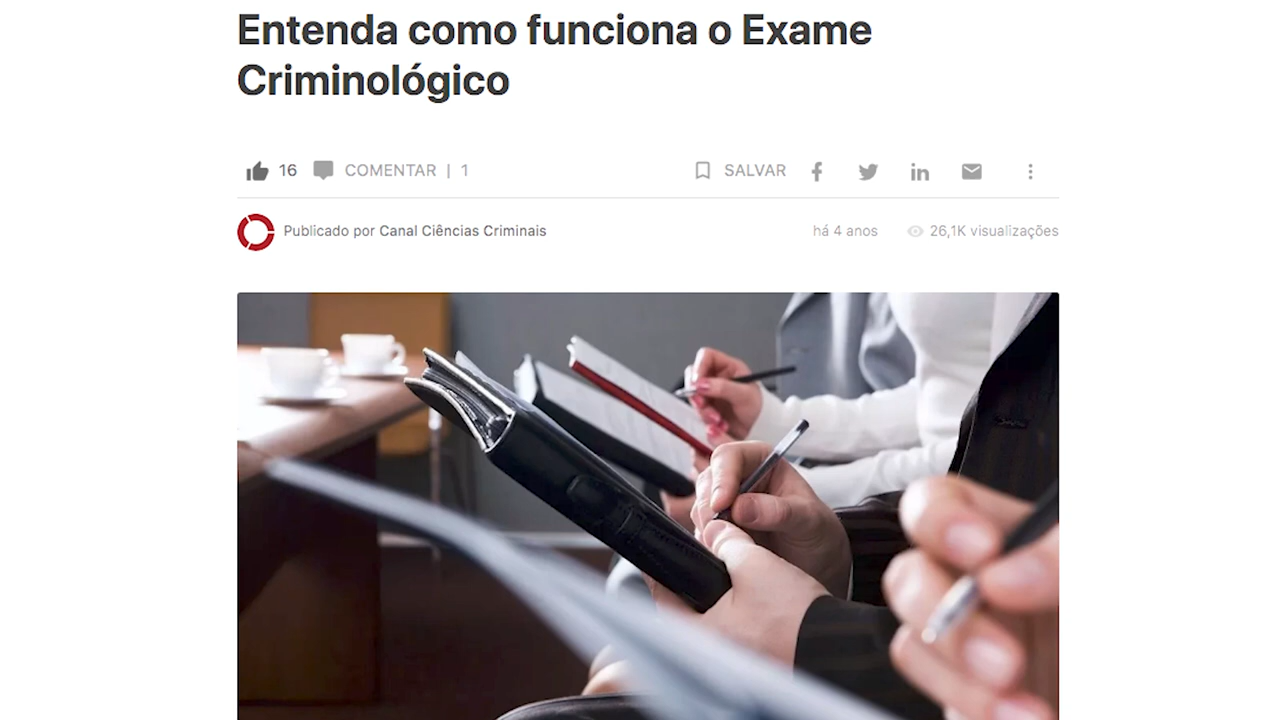 Entenda como funciona o Exame
Criminológico
16 COMENTAR | 1 SALVAR
Publicado por Canal Ciências Criminais há 4 anos 26,1K visualizações